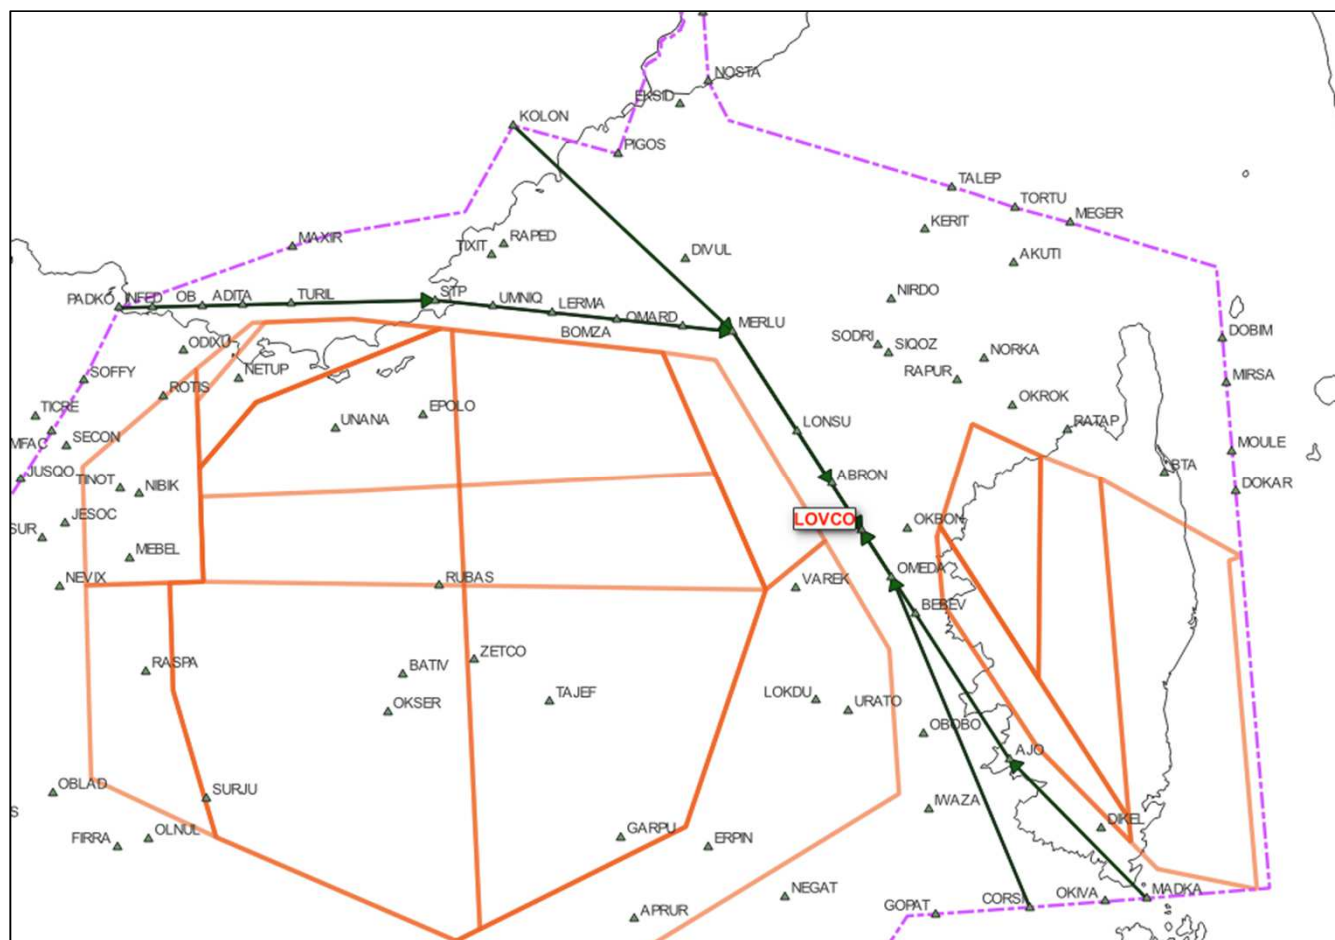 NOSTA
EKSID
KOLON
PIGOS
TALEP
TORTU
MEGER
KERIT
MAXIR
RAPED
TIXIT
DIVUL
AKUTI
NIRDO
PADKO
INFED
OB
ADITA
TURIL
STP
UMNIQ
LERMA
OMARD
MERLU
BOMZA
DOBIM
SODRI
SIQOZ
NORKA
ODIXU
NETUP
RAPUR
MIRSA
SOFFY
ROTIS
OKROK
TICRE
EPOLO
UNANA
LONSU
RATAP
MFAC
SECON
MOULE
JUSQO
TINOT
NIBIK
ABRON
BTA
DOKAR
JESOC
LOVCO
SUR
OKBON
MEBEL
NEVIX
RUBAS
VAREK
OMEDA
BEBEV
RASPA
BATIV
ZETCO
OKSER
TAJEF
LOKDU
URATO
OBOBO
AJO
OBLAD
SURJU
IWAZA
S
FIRRA
OLNUL
GARPU
ERPIN
DIKEL
NEGAT
APRUR
GOPAT
CORSI
OKIVA
MADKA